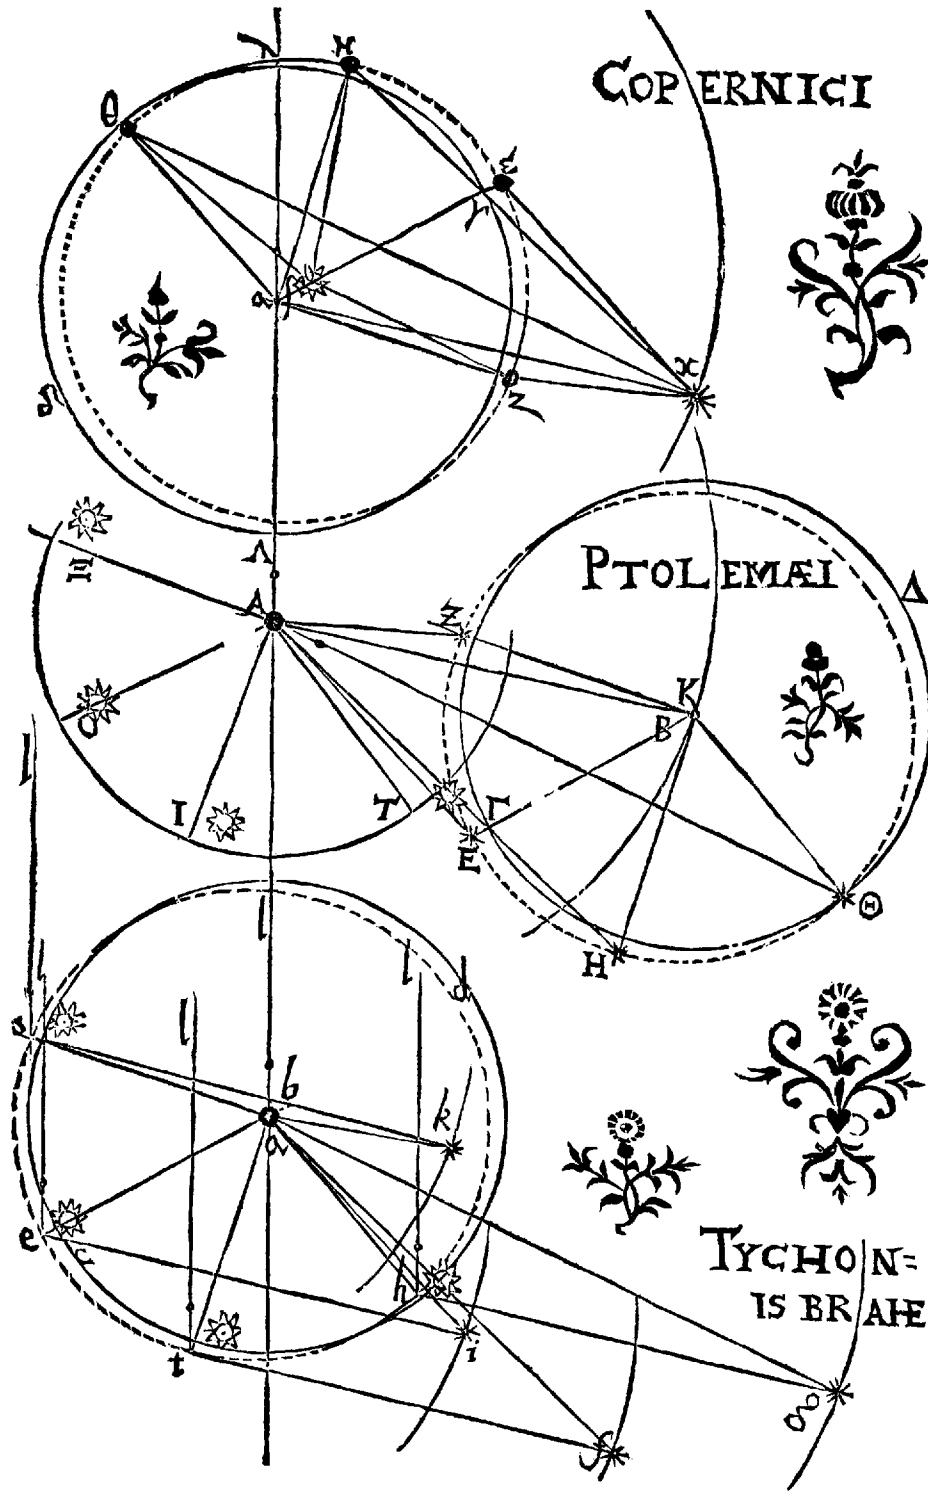 COPERNICI
θ
H
ε
γ
α
x
Z
Λ
A
H
Z
PTOLEMÆI
Δ
K
B
O
I
T
Γ
E
Θ
H
l
l
l
l
l
d
s
b
a
k
e
c
h
t
i
f
TYCHON=
IS BRAHE